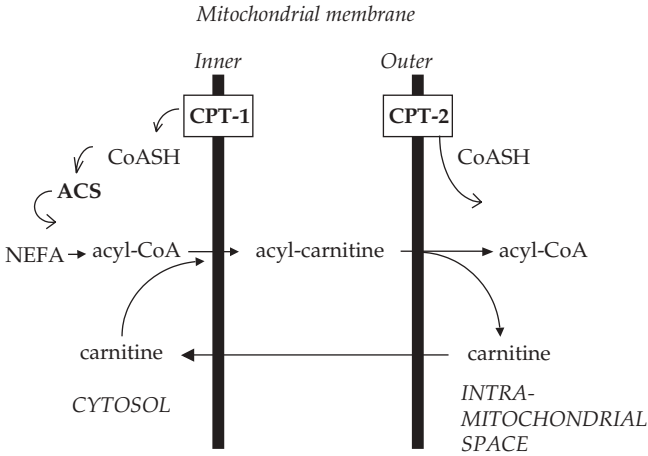 Mitochondrial membrane
Inner
Outer
CPT-1
CPT-2
CoASH
CoASH
ACS
NEFA
acyl-CoA
acyl-carnitine
acyl-CoA
carnitine
carnitine
CYTOSOL
INTRA-
MITOCHONDRIAL
SPACE